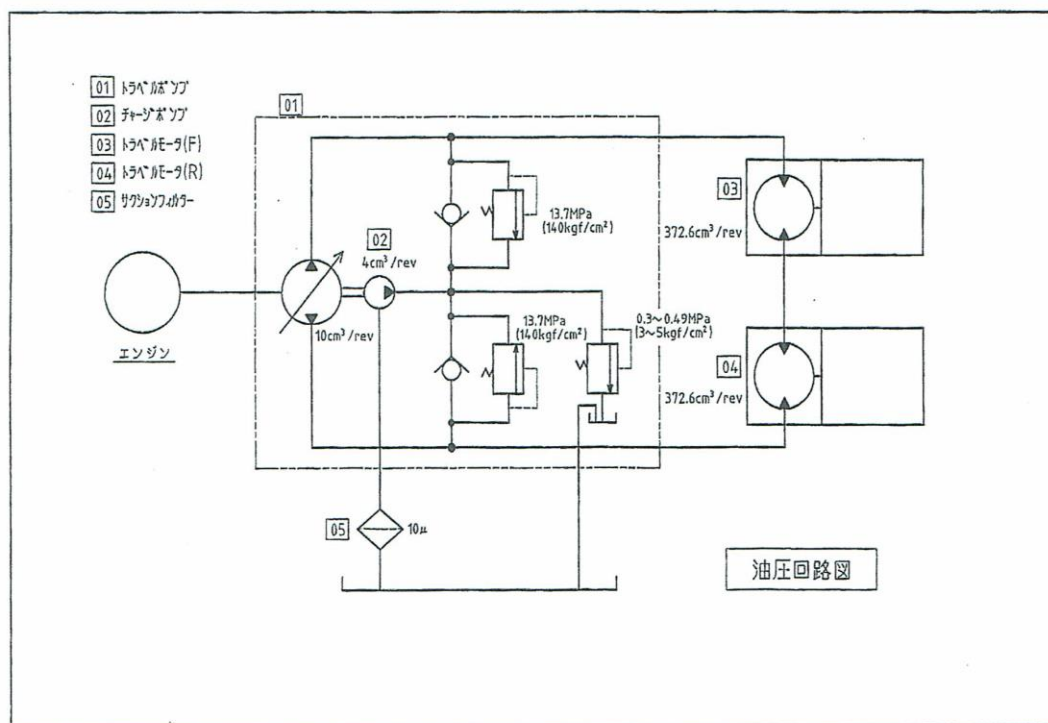 01 トラベルポンプ
02 チャージポンプ
03 トラベルモータ(F)
04 トラベルモータ(R)
05 サクションフィルター
01
13.7MPa
(140kgf/cm²)
02
4cm³/rev
10cm³/rev
エンジン
13.7MPa
(140kgf/cm²)
0.3~0.49MPa
(3~5kgf/cm²)
03
372.6cm³/rev
04
372.6cm³/rev
05
10μ
油圧回路図